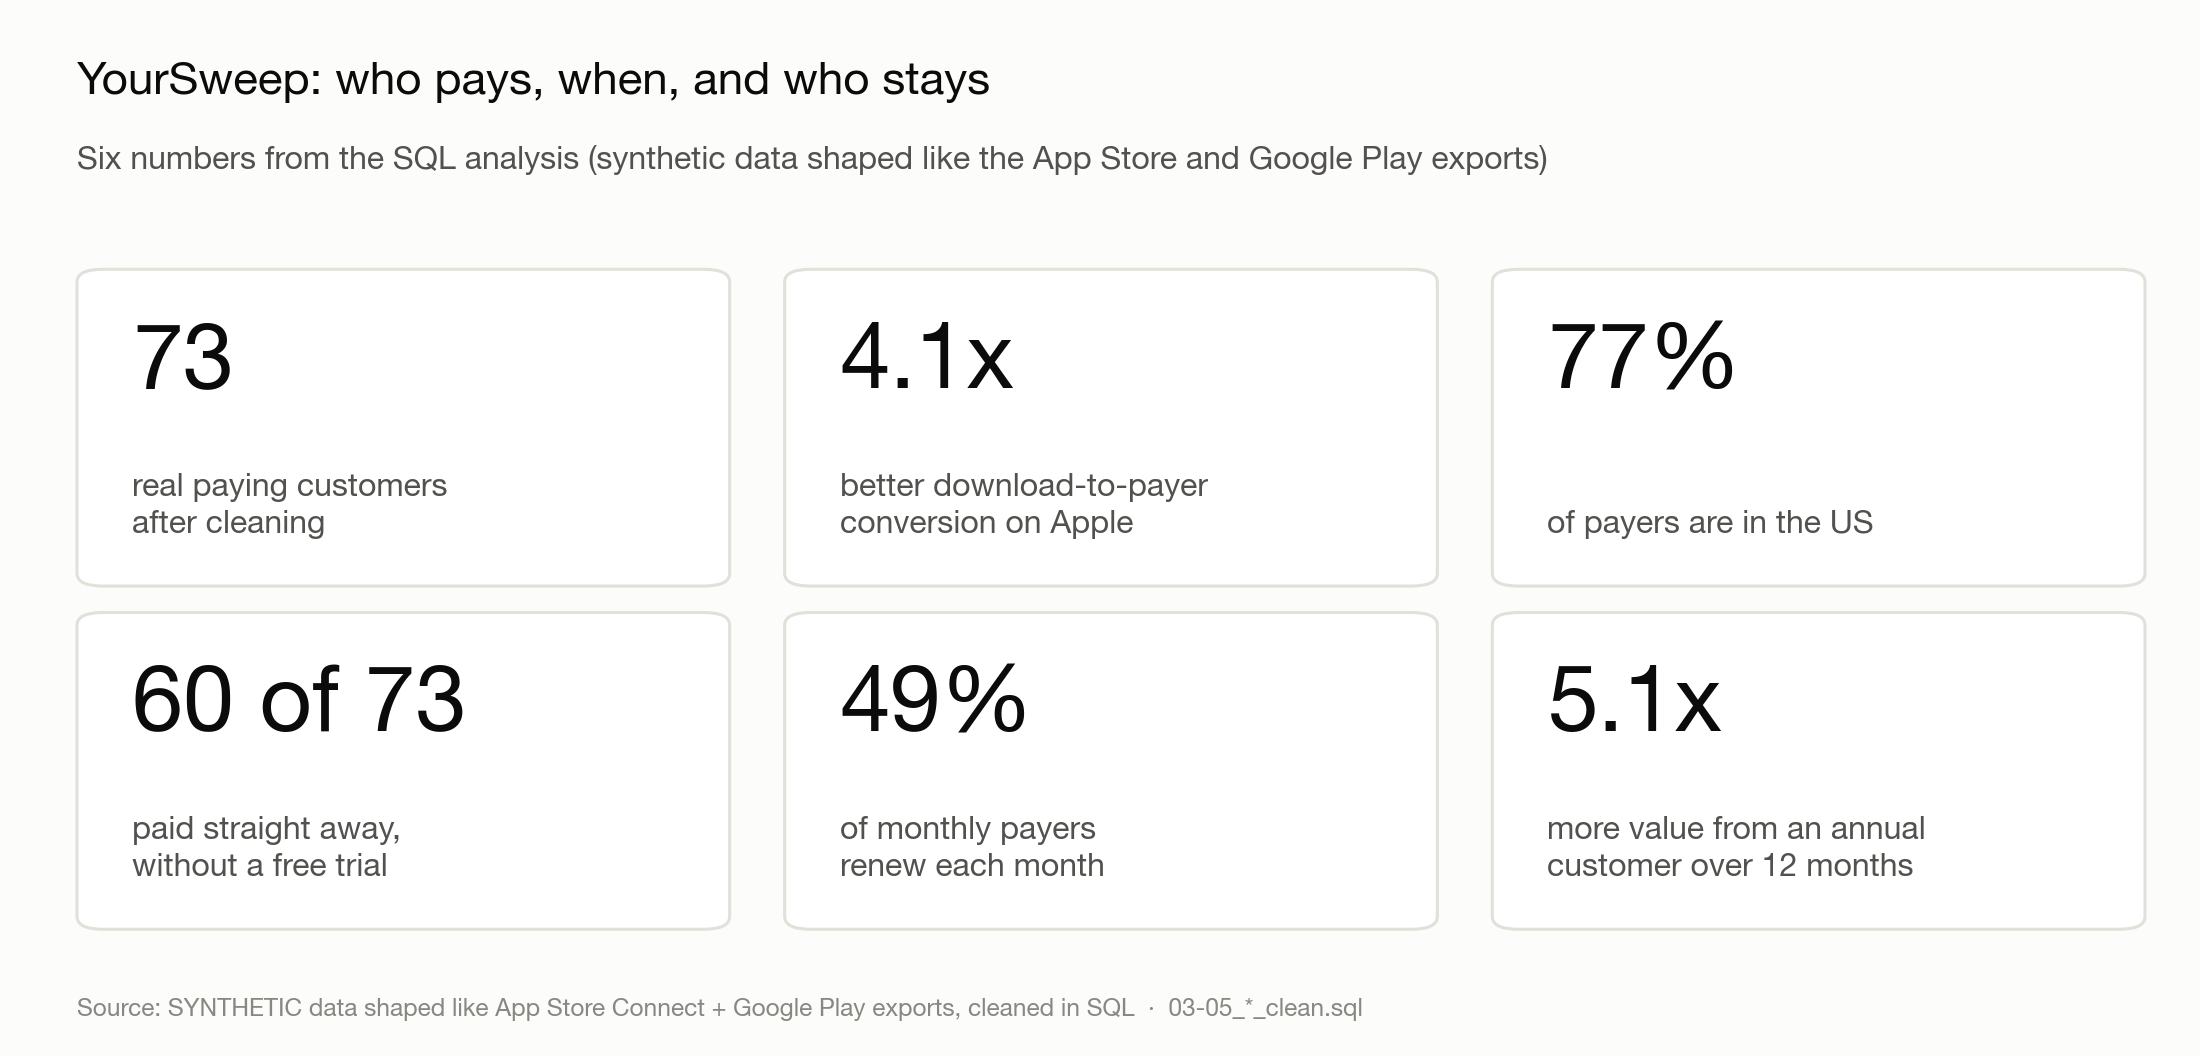 YourSweep: who pays, when, and who stays
Six numbers from the SQL analysis (synthetic data shaped like the App Store and Google Play exports)
73
real paying customers
after cleaning
4.1x
better download-to-payer
conversion on Apple
77%
of payers are in the US
60 of 73
paid straight away,
without a free trial
49%
of monthly payers
renew each month
5.1x
more value from an annual
customer over 12 months
Source: SYNTHETIC data shaped like App Store Connect + Google Play exports, cleaned in SQL · 03-05_*_clean.sql